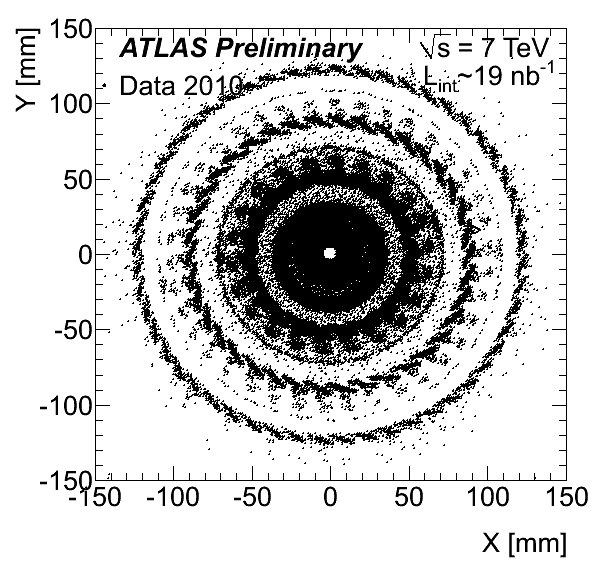 ATLAS Preliminary
√s = 7 TeV
Data 2010
Lint~19 nb-1
Y [mm]
150
100
50
0
-50
-100
-150
-150 -100 -50 0 50 100 150
X [mm]